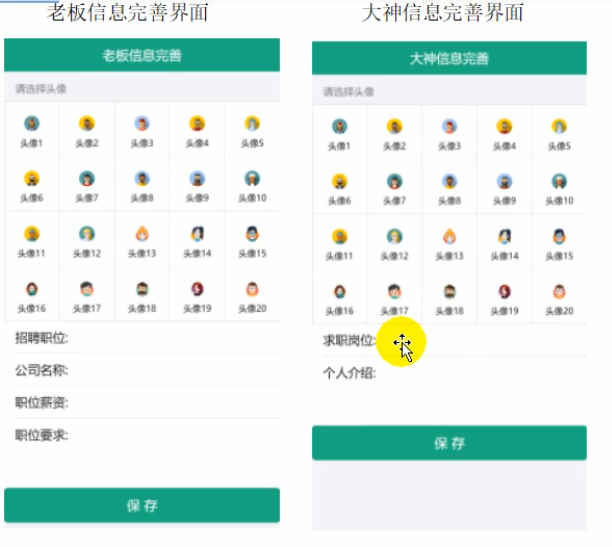 老板信息完善界面
老板信息完善
请选择头像
头像1 头像2 头像3 头像4 头像5
头像6 头像7 头像8 头像9 头像10
头像11 头像12 头像13 头像14 头像15
头像16 头像17 头像18 头像19 头像20
招聘职位:
公司名称:
职位薪资:
职位要求:
保存
大神信息完善界面
大神信息完善
请选择头像
头像1 头像2 头像3 头像4 头像5
头像6 头像7 头像8 头像9 头像10
头像11 头像12 头像13 头像14 头像15
头像16 头像17 头像18 头像19 头像20
求职岗位:
个人介绍:
保存